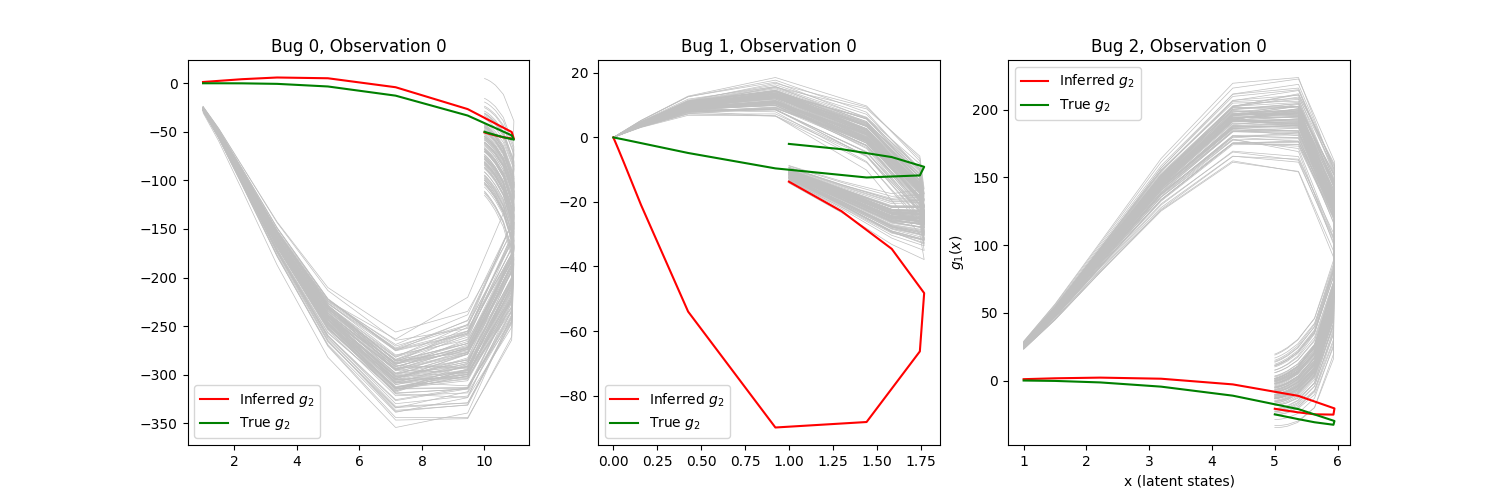 Bug 0, Observation 0
0
−50
−100
−150
−200
−250
−300
−350
2 4 6 8 10
Inferred g₂
True g₂
Bug 1, Observation 0
20
0
−20
−40
−60
−80
0.00 0.25 0.50 0.75 1.00 1.25 1.50 1.75
Inferred g₂
True g₂
Bug 2, Observation 0
Inferred g₂
True g₂
200
150
100
50
0
g₁(x)
1 2 3 4 5 6
x (latent states)